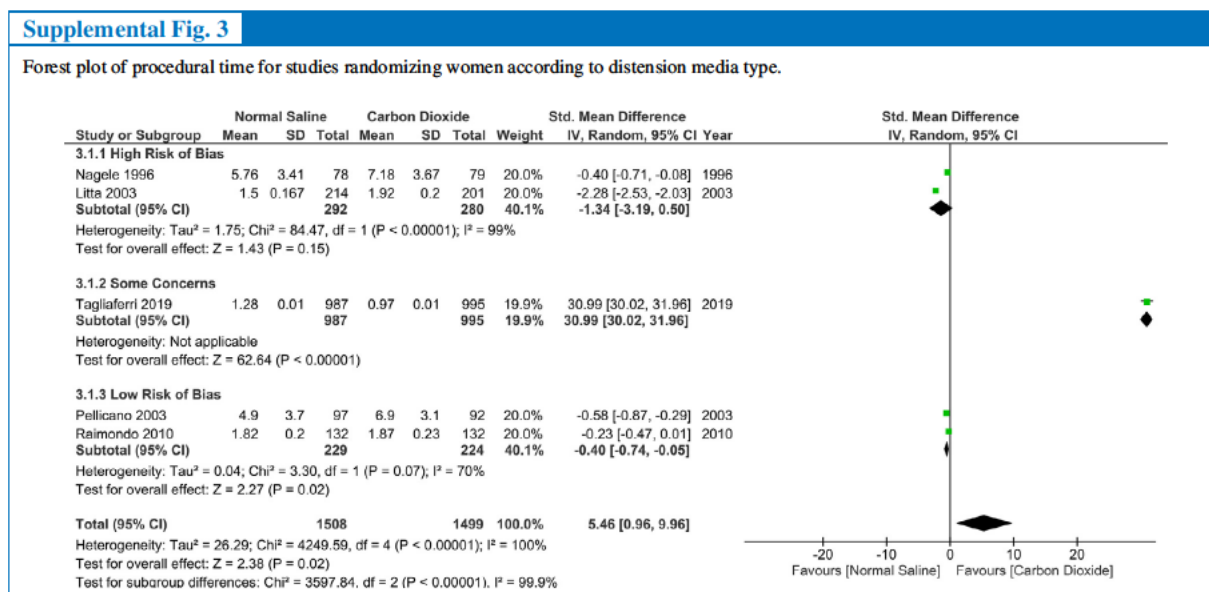 Supplemental Fig. 3
Forest plot of procedural time for studies randomizing women according to distension media type.
Normal Saline Carbon Dioxide Std. Mean Difference Std. Mean Difference
Study or Subgroup Mean SD Total Mean SD Total Weight IV, Random, 95% CI Year IV, Random, 95% CI
3.1.1 High Risk of Bias
Nagele 1996 5.76 3.41 78 7.18 3.67 79 20.0% -0.40 [-0.71, -0.08] 1996
Litta 2003 1.5 0.167 214 1.92 0.2 201 20.0% -2.28 [-2.53, -2.03] 2003
Subtotal (95% CI) 292 280 40.1% -1.34 [-3.19, 0.50]
Heterogeneity: Tau² = 1.75; Chi² = 84.47, df = 1 (P < 0.00001); I² = 99%
Test for overall effect: Z = 1.43 (P = 0.15)
3.1.2 Some Concerns
Tagliaferri 2019 1.28 0.01 987 0.97 0.01 995 19.9% 30.99 [30.02, 31.96] 2019
Subtotal (95% CI) 987 995 19.9% 30.99 [30.02, 31.96]
Heterogeneity: Not applicable
Test for overall effect: Z = 62.64 (P < 0.00001)
3.1.3 Low Risk of Bias
Pellicano 2003 4.9 3.7 97 6.9 3.1 92 20.0% -0.58 [-0.87, -0.29] 2003
Raimondo 2010 1.82 0.2 132 1.87 0.23 132 20.0% -0.23 [-0.47, 0.01] 2010
Subtotal (95% CI) 229 224 40.1% -0.40 [-0.74, -0.05]
Heterogeneity: Tau² = 0.04; Chi² = 3.30, df = 1 (P = 0.07); I² = 70%
Test for overall effect: Z = 2.27 (P = 0.02)
Total (95% CI) 1508 1499 100.0% 5.46 [0.96, 9.96]
Heterogeneity: Tau² = 26.29; Chi² = 4249.59, df = 4 (P < 0.00001); I² = 100%
Test for overall effect: Z = 2.38 (P = 0.02)
Test for subgroup differences: Chi² = 3597.84, df = 2 (P < 0.00001), I² = 99.9%
-20 -10 0 10 20
Favours [Normal Saline] Favours [Carbon Dioxide]